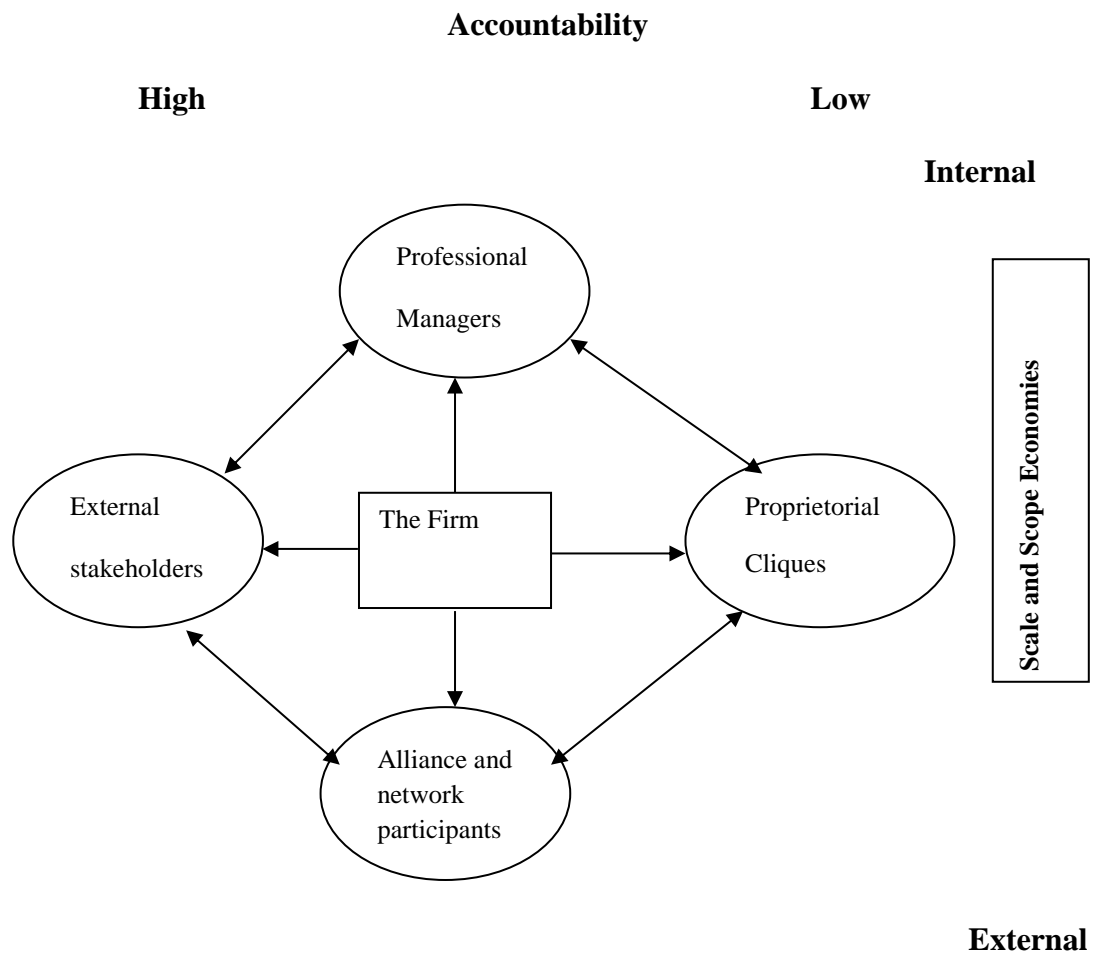 Accountability
High
Low
Internal
Professional
Managers
Scale and Scope Economies
External
stakeholders
The Firm
Proprietorial
Cliques
Alliance and
network
participants
External